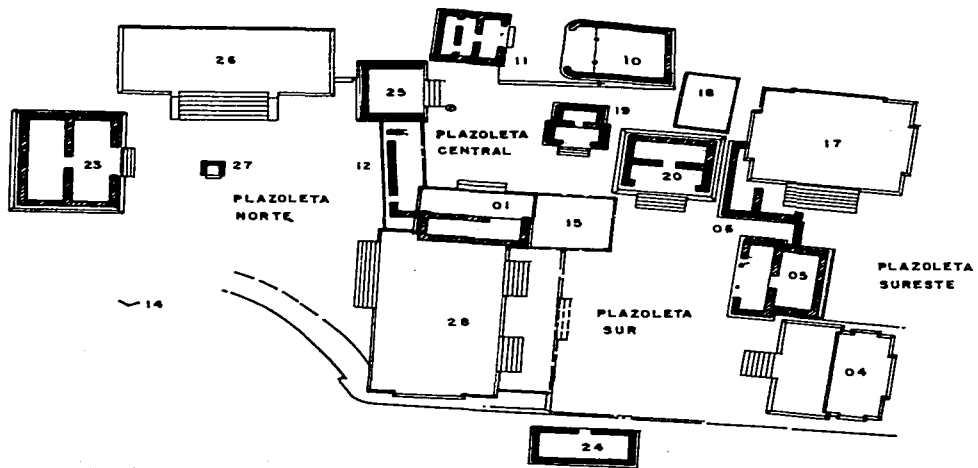 26
11
10
25
18
19
PLAZOLETA
CENTRAL
17
23
27
12
20
PLAZOLETA
NORTE
01
15
06
05
PLAZOLETA
SURESTE
14
28
PLAZOLETA
SUR
04
24